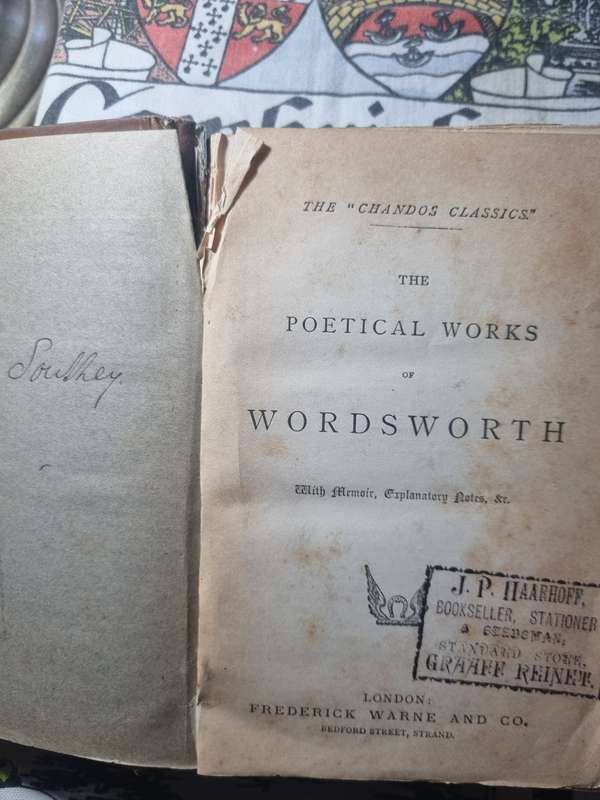 Southey.
THE "CHANDOS CLASSICS."
THE
POETICAL WORKS
OF
WORDSWORTH
With Memoir, Explanatory Notes, &c.
J. P. HAARHOFF,
BOOKSELLER, STATIONER
& SEEDSMAN,
STANDARD STORE,
GRAAFF REINET.
LONDON:
FREDERICK WARNE AND CO.
BEDFORD STREET, STRAND.